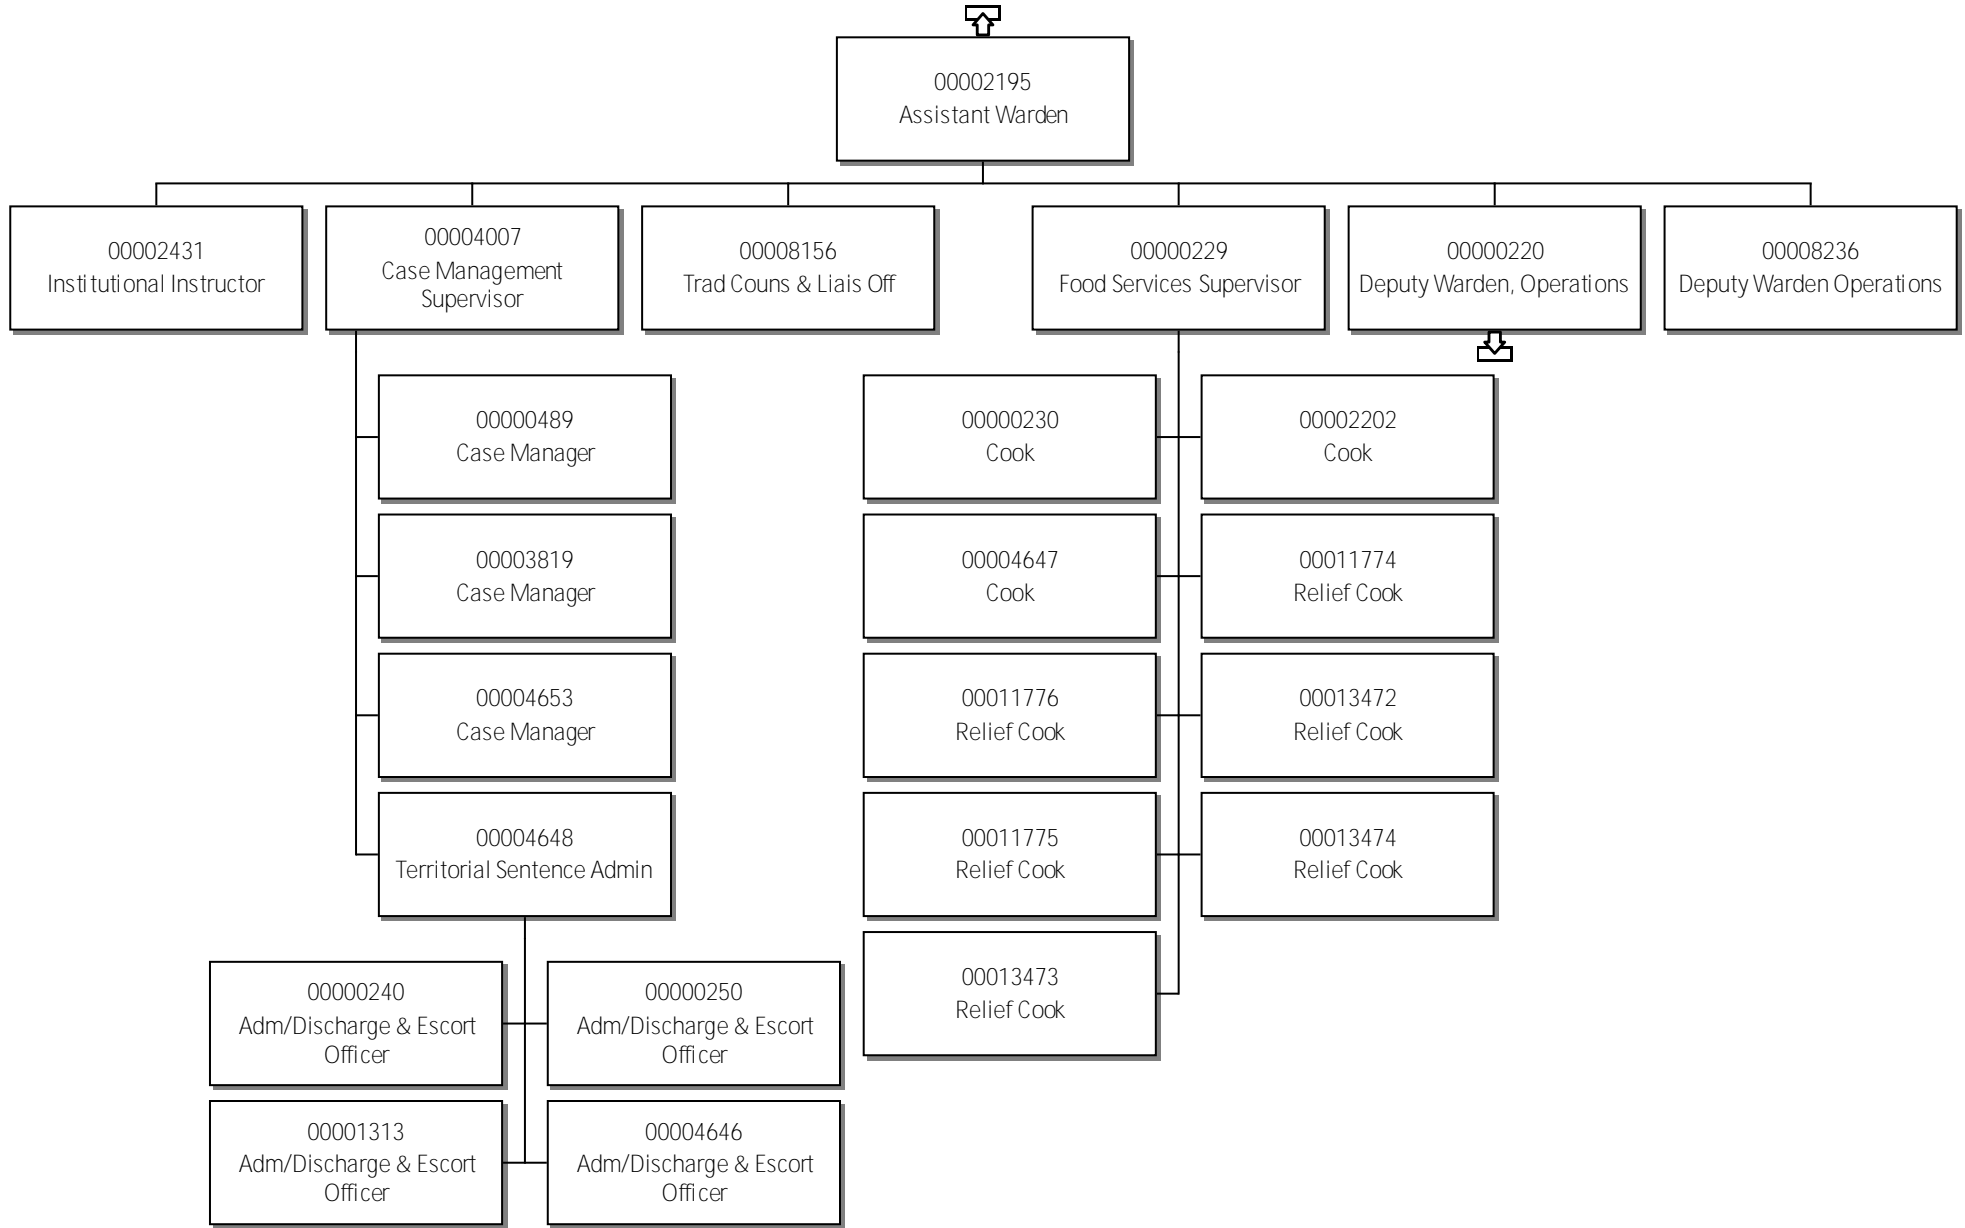 00002195
Assistant Warden
00002431
Institutional Instructor
00004007
Case Management
Supervisor
00008156
Trad Couns & Liais Off
00000229
Food Services Supervisor
00000220
Deputy Warden, Operations
00008236
Deputy Warden Operations
00000489
Case Manager
00003819
Case Manager
00004653
Case Manager
00004648
Territorial Sentence Admin
00000240
Adm/Discharge & Escort
Officer
00000250
Adm/Discharge & Escort
Officer
00001313
Adm/Discharge & Escort
Officer
00004646
Adm/Discharge & Escort
Officer
00000230
Cook
00002202
Cook
00004647
Cook
00011774
Relief Cook
00011776
Relief Cook
00013472
Relief Cook
00011775
Relief Cook
00013474
Relief Cook
00013473
Relief Cook